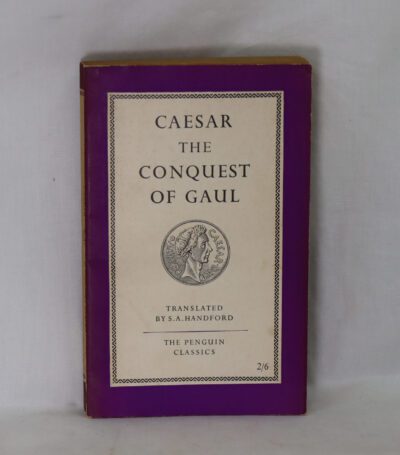 CAESAR
THE
CONQUEST
OF GAUL
CAESAR
TRANSLATED
BY S.A. HANDFORD
THE PENGUIN
CLASSICS
2/6